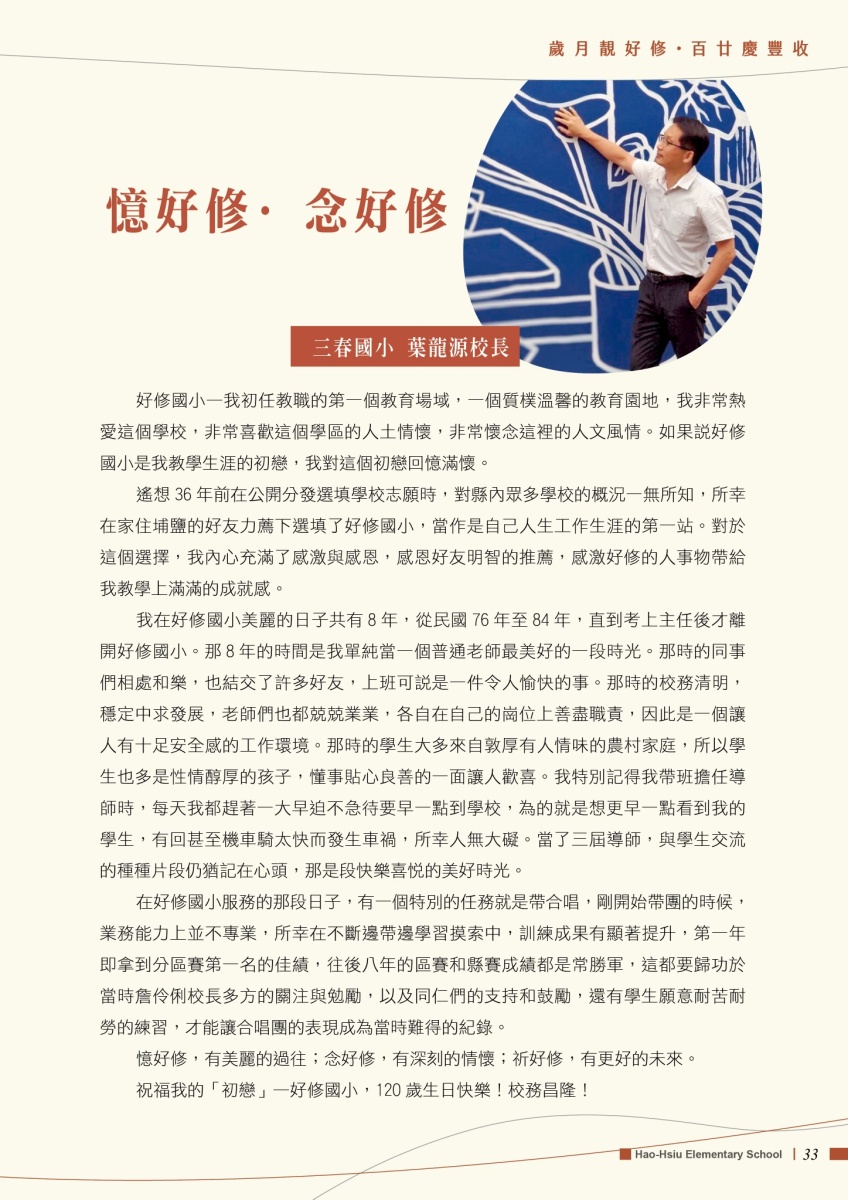 歲月靚好修・百廿慶豐收
憶好修・念好修
三春國小 葉龍源校長
好修國小—我初任教職的第一個教育場域，一個質樸溫馨的教育園地，我非常熱
愛這個學校，非常喜歡這個學區的人土情懷，非常懷念這裡的人文風情。如果説好修
國小是我教學生涯的初戀，我對這個初戀回憶滿懷。
遙想 36 年前在公開分發選填學校志願時，對縣內眾多學校的概況一無所知，所幸
在家住埔鹽的好友力薦下選填了好修國小，當作是自己人生工作生涯的第一站。對於
這個選擇，我內心充滿了感激與感恩，感恩好友明智的推薦，感激好修的人事物帶給
我教學上滿滿的成就感。
我在好修國小美麗的日子共有 8 年，從民國 76 年至 84 年，直到考上主任後才離
開好修國小。那 8 年的時間是我單純當一個普通老師最美好的一段時光。那時的同事
們相處和樂，也結交了許多好友，上班可説是一件令人愉快的事。那時的校務清明，
穩定中求發展，老師們也都兢兢業業，各自在自己的崗位上善盡職責，因此是一個讓
人有十足安全感的工作環境。那時的學生大多來自敦厚有人情味的農村家庭，所以學
生也多是性情醇厚的孩子，懂事貼心良善的一面讓人歡喜。我特別記得我帶班擔任導
師時，每天我都趕著一大早迫不急待要早一點到學校，為的就是想更早一點看到我的
學生，有回甚至機車騎太快而發生車禍，所幸人無大礙。當了三屆導師，與學生交流
的種種片段仍猶記在心頭，那是段快樂喜悦的美好時光。
在好修國小服務的那段日子，有一個特別的任務就是帶合唱，剛開始帶團的時候，
業務能力上並不專業，所幸在不斷邊帶邊學習摸索中，訓練成果有顯著提升，第一年
即拿到分區賽第一名的佳績，往後八年的區賽和縣賽成績都是常勝軍，這都要歸功於
當時詹伶俐校長多方的關注與勉勵，以及同仁們的支持和鼓勵，還有學生願意耐苦耐
勞的練習，才能讓合唱團的表現成為當時難得的紀錄。
憶好修，有美麗的過往；念好修，有深刻的情懷；祈好修，有更好的未來。
祝福我的「初戀」—好修國小，120 歲生日快樂！校務昌隆！
Hao-Hsiu Elementary School 33